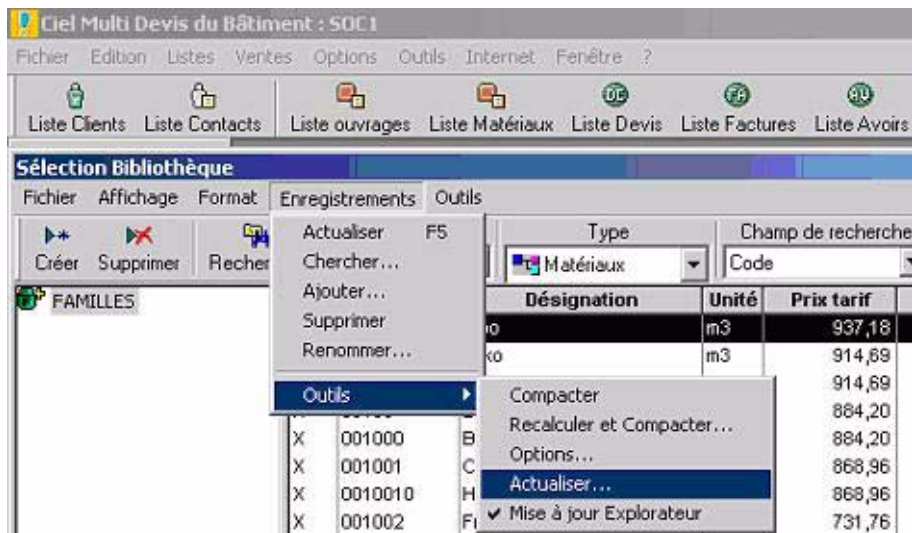 Ciel Multi Devis du Bâtiment : SOC1
Fichier Edition Listes Ventes Options Outils Internet Fenêtre ?
DE FA AV
Liste Clients Liste Contacts Liste ouvrages Liste Matériaux Liste Devis Liste Factures Liste Avoirs
Sélection Bibliothèque
Fichier Affichage Format Enregistrements Outils
Créer Supprimer Recher
Actualiser F5
Chercher...
Ajouter...
Supprimer
Renommer...
Outils
Type Champ de recherche
Matériaux Code
FAMILLES
Désignation Unité Prix tarif
m3 937,18
m3 914,69
914,69
884,20
X 001000 B 884,20
X 001001 C 868,96
X 0010010 H 868,96
X 001002 731,76
Compacter
Recalculer et Compacter...
Options...
Actualiser...
Mise à jour Explorateur